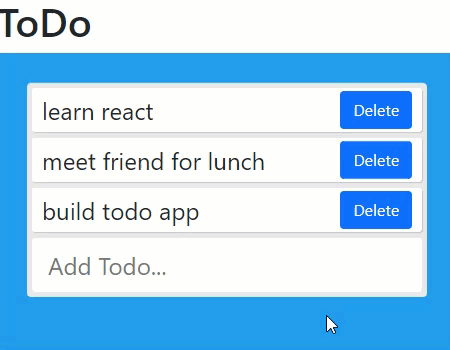 ToDo
learn react
Delete
meet friend for lunch
Delete
build todo app
Delete
Add Todo...